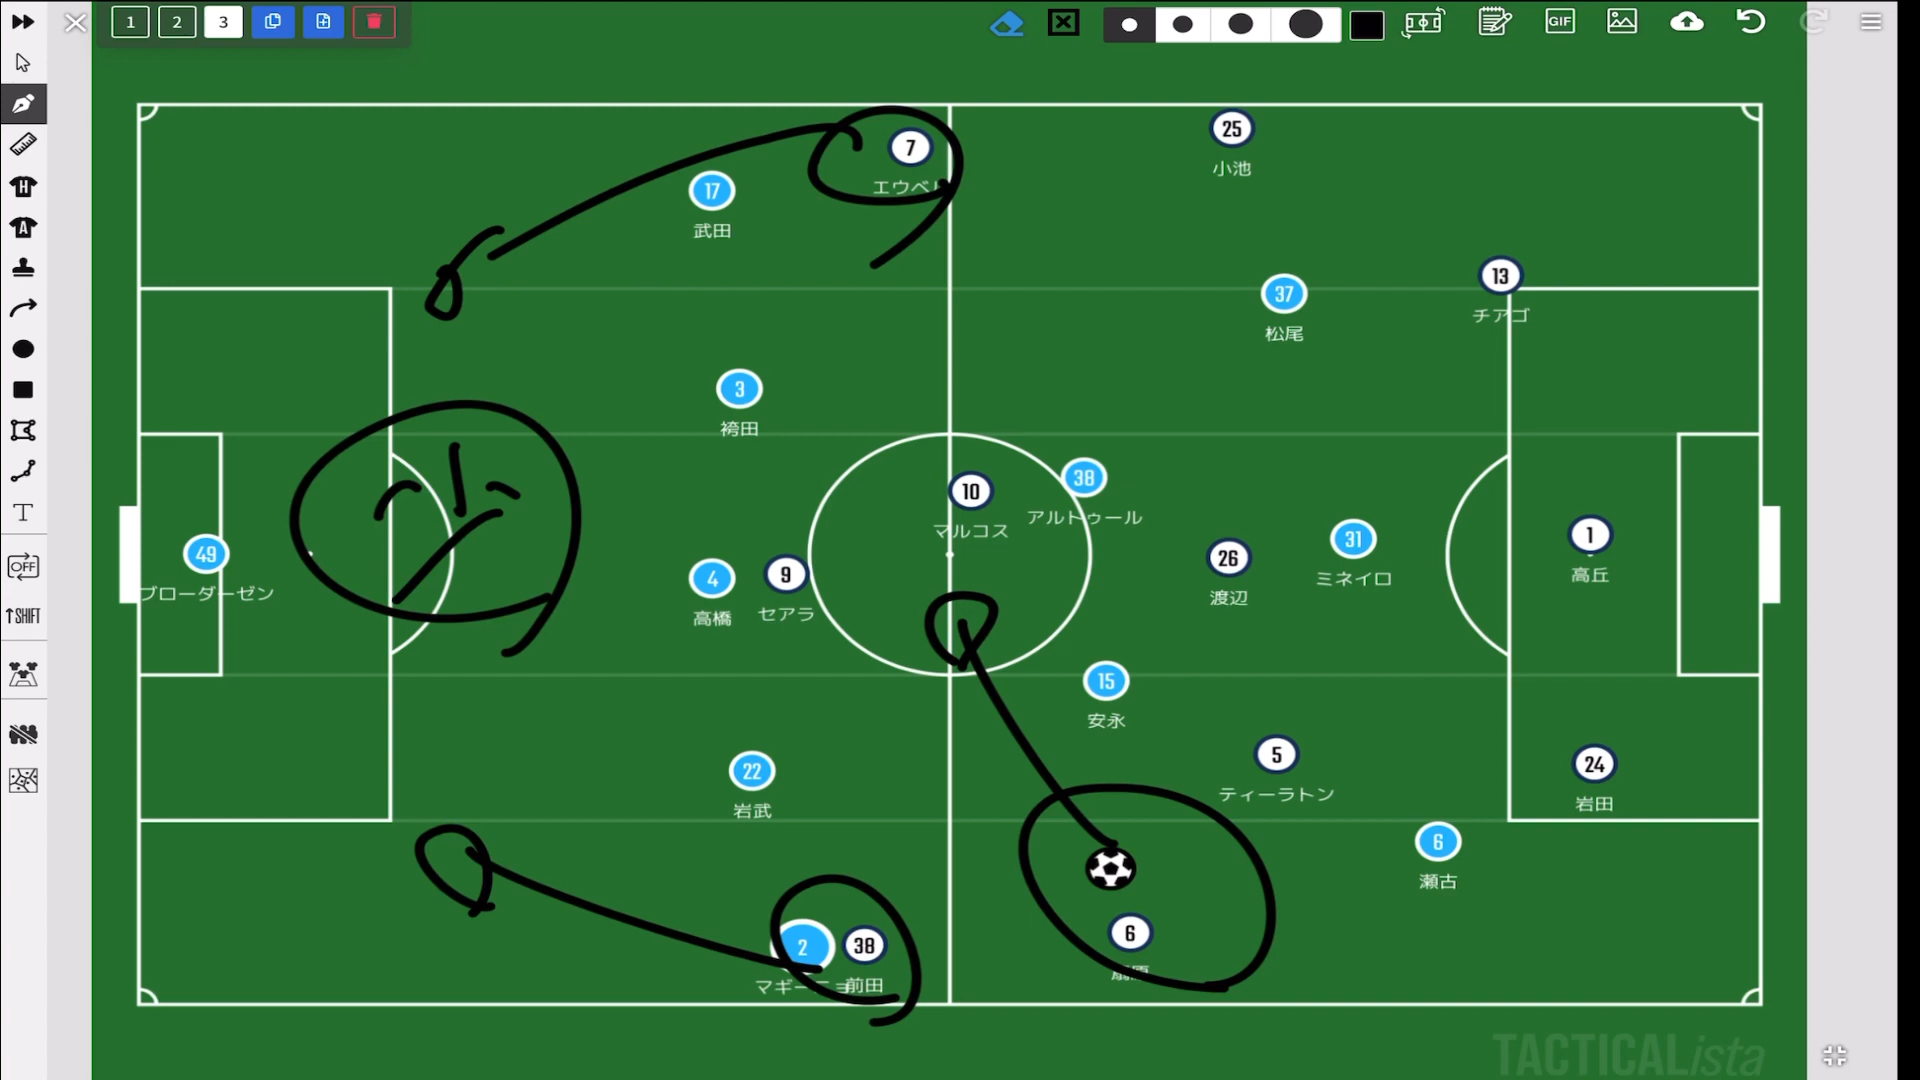 1 2 3
GIF
H
A
T
OFF
↑SHIFT
25
小池
7
エウベル
17
武田
13
チアゴ
37
松尾
3
袴田
10
マルコス
38
アルトゥール
49
ブローダーゼン
4
高橋
9
セアラ
26
渡辺
31
ミネイロ
1
高丘
15
安永
5
ティーラトン
24
岩田
22
岩武
6
瀬古
2
38
前田
6
TACTICALista